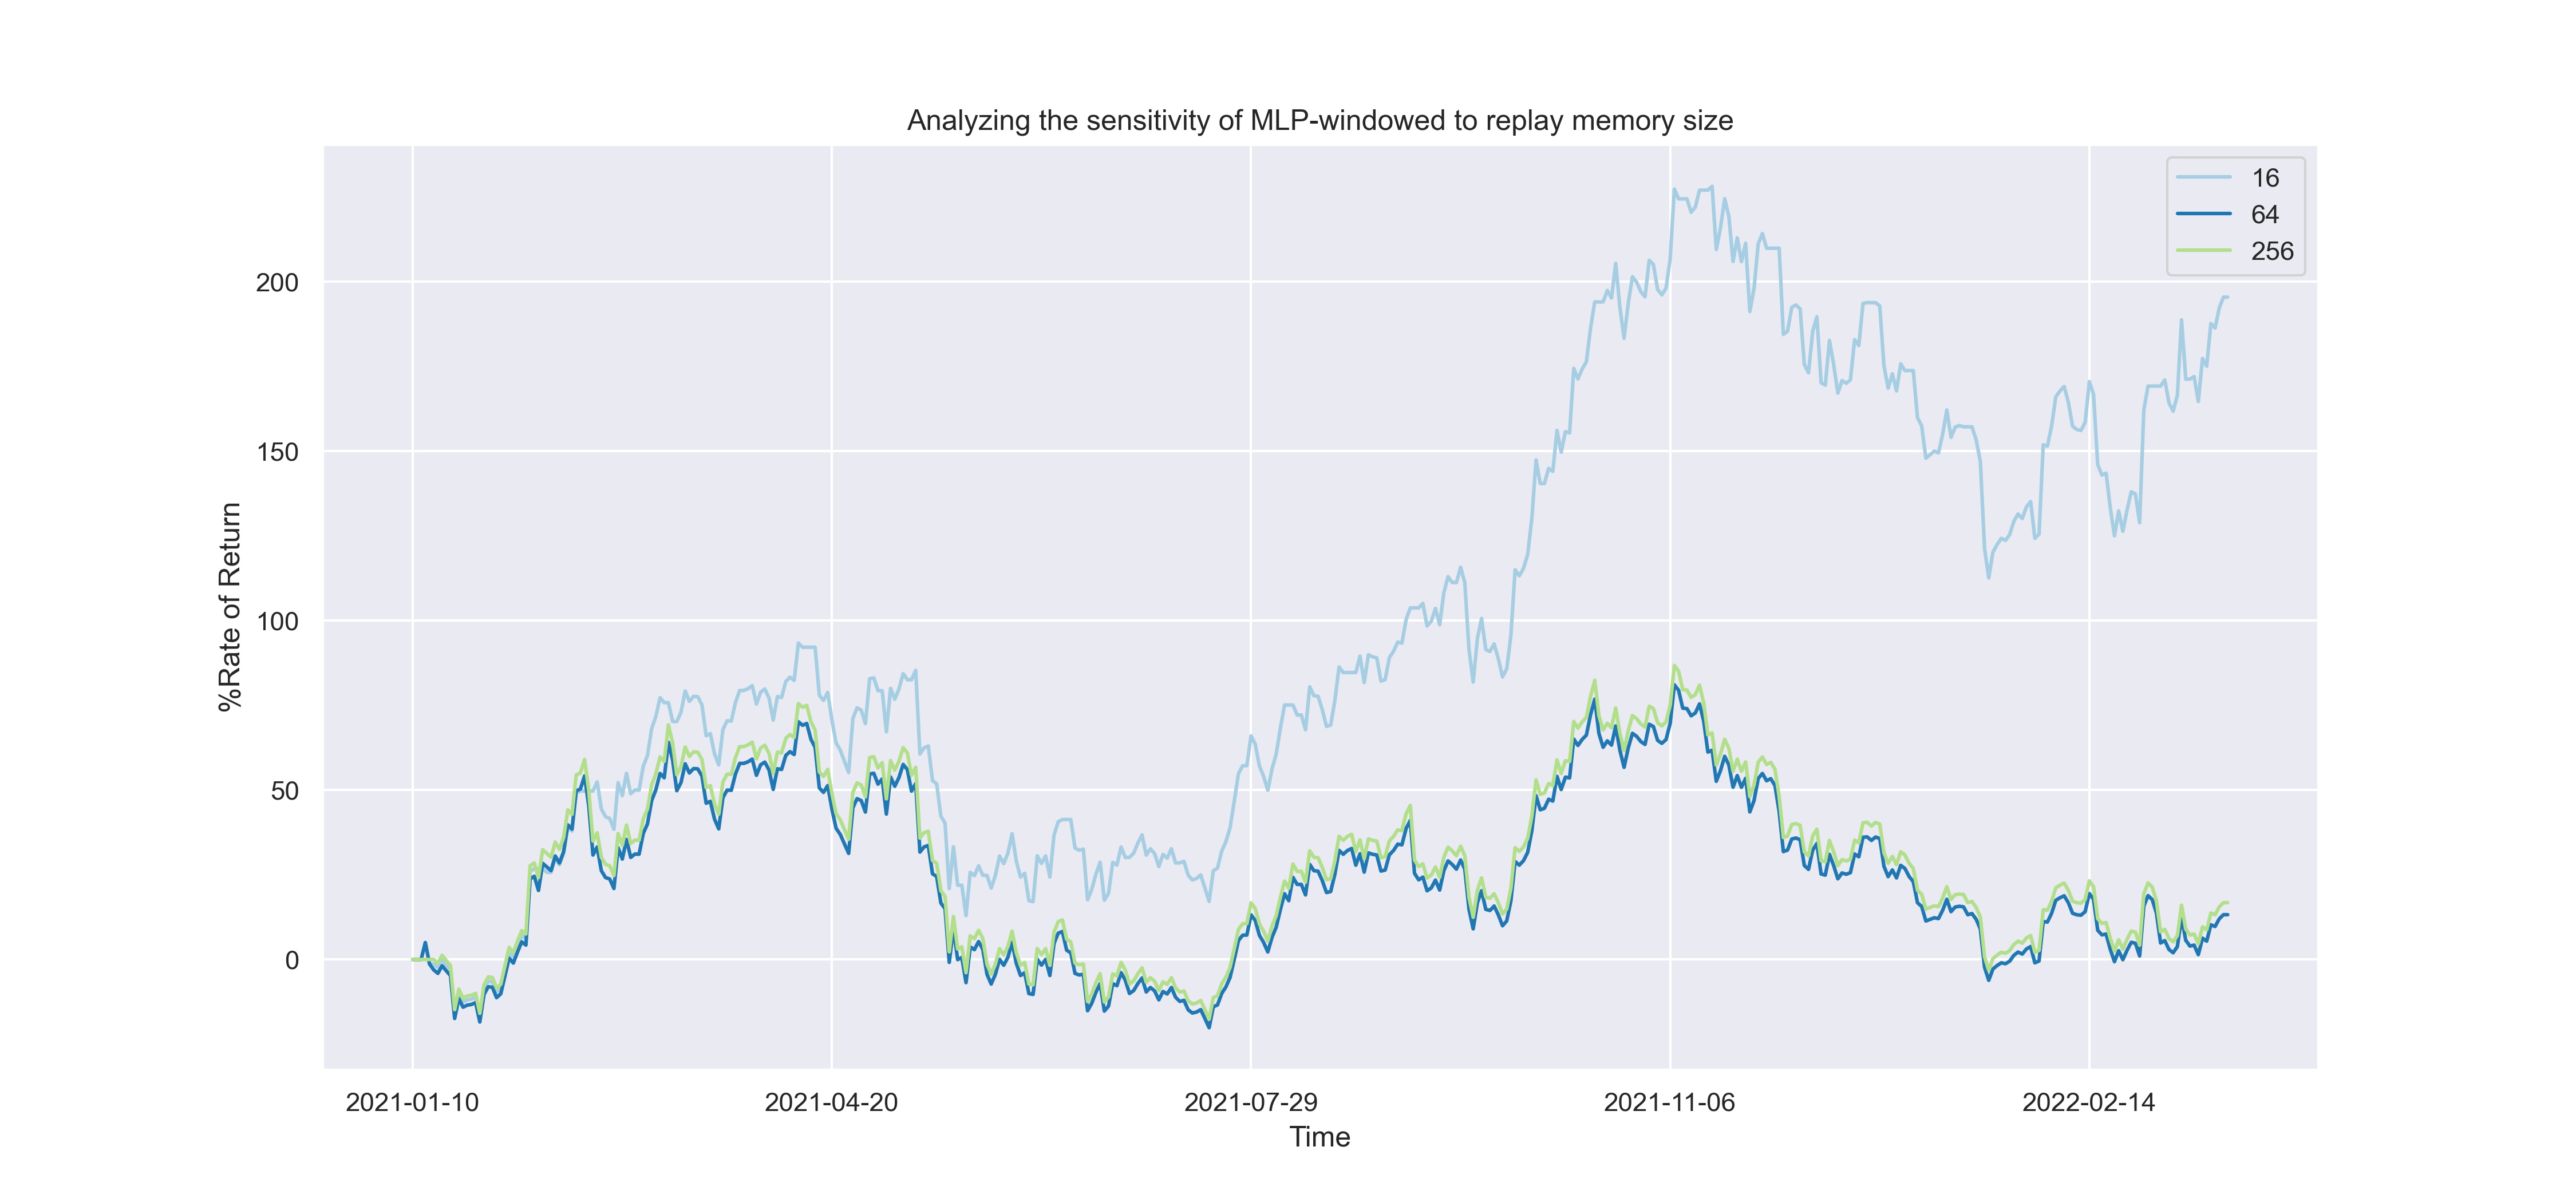 Analyzing the sensitivity of MLP-windowed to replay memory size
16
64
256
200
150
100
50
0
%Rate of Return
2021-01-10 2021-04-20 2021-07-29 2021-11-06 2022-02-14
Time